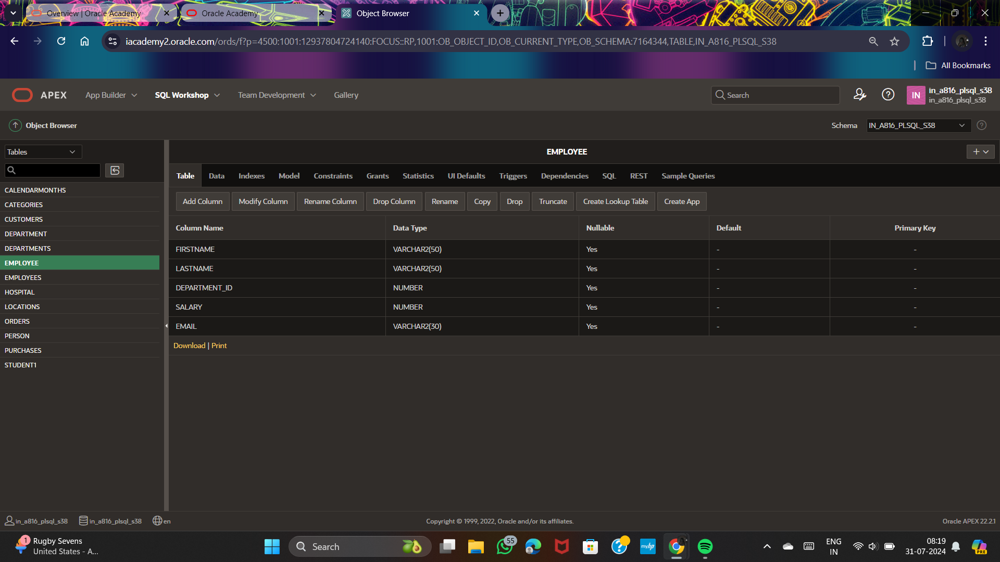 Overview | Oracle Academy
Oracle Academy
Object Browser
iacademy2.oracle.com/ords/f?p=4500:1001:12937804724140:FOCUS::RP,1001:OB_OBJECT_ID,OB_CURRENT_TYPE,OB_SCHEMA:7164344,TABLE,IN_A816_PLSQL_S38
All Bookmarks
APEX App Builder SQL Workshop Team Development Gallery Search IN in_a816_plsql_s38
in_a816_plsql_s38
Object Browser Schema IN_A816_PLSQL_S38
Tables
EMPLOYEE
Table Data Indexes Model Constraints Grants Statistics UI Defaults Triggers Dependencies SQL REST Sample Queries
Add Column Modify Column Rename Column Drop Column Rename Copy Drop Truncate Create Lookup Table Create App
CALENDARMONTHS
CATEGORIES
CUSTOMERS
DEPARTMENT
DEPARTMENTS
EMPLOYEE
EMPLOYEES
HOSPITAL
LOCATIONS
ORDERS
PERSON
PURCHASES
STUDENT1
Column Name Data Type Nullable Default Primary Key
FIRSTNAME VARCHAR2(50) Yes - -
LASTNAME VARCHAR2(50) Yes - -
DEPARTMENT_ID NUMBER Yes - -
SALARY NUMBER Yes - -
EMAIL VARCHAR2(30) Yes - -
Download | Print
in_a816_plsql_s38 in_a816_plsql_s38 en Copyright © 1999, 2022, Oracle and/or its affiliates. Oracle APEX 22.2.1
1 Rugby Sevens
United States - A...
Search
55
myhp
ENG
IN
08:19
31-07-2024
PRE